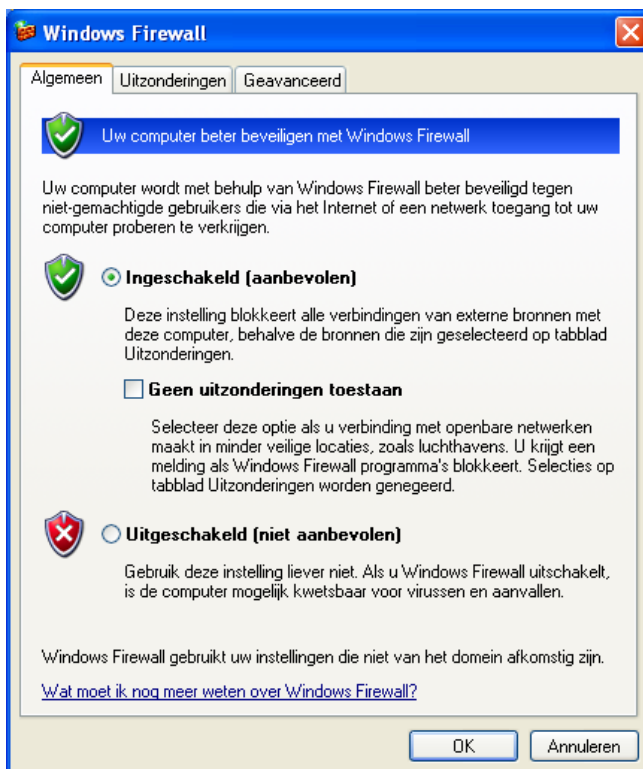 Windows Firewall
Algemeen
Uitzonderingen
Geavanceerd
Uw computer beter beveiligen met Windows Firewall
Uw computer wordt met behulp van Windows Firewall beter beveiligd tegen
niet-gemachtigde gebruikers die via het Internet of een netwerk toegang tot uw
computer proberen te verkrijgen.
Ingeschakeld (aanbevolen)
Deze instelling blokkeert alle verbindingen van externe bronnen met
deze computer, behalve de bronnen die zijn geselecteerd op tabblad
Uitzonderingen.
Geen uitzonderingen toestaan
Selecteer deze optie als u verbinding met openbare netwerken
maakt in minder veilige locaties, zoals luchthavens. U krijgt een
melding als Windows Firewall programma's blokkeert. Selecties op
tabblad Uitzonderingen worden genegeerd.
Uitgeschakeld (niet aanbevolen)
Gebruik deze instelling liever niet. Als u Windows Firewall uitschakelt,
is de computer mogelijk kwetsbaar voor virussen en aanvallen.
Windows Firewall gebruikt uw instellingen die niet van het domein afkomstig zijn.
Wat moet ik nog meer weten over Windows Firewall?
OK
Annuleren